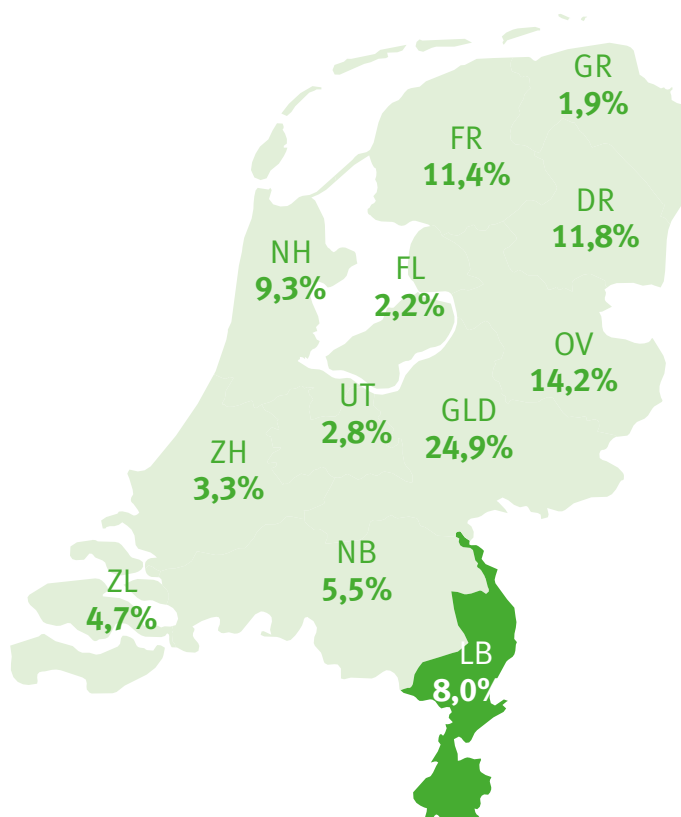 GR
1,9%
FR
11,4%
DR
11,8%
NH
9,3%
FL
2,2%
OV
14,2%
UT
2,8%
GLD
24,9%
ZH
3,3%
NB
5,5%
ZL
4,7%
LB
8,0%